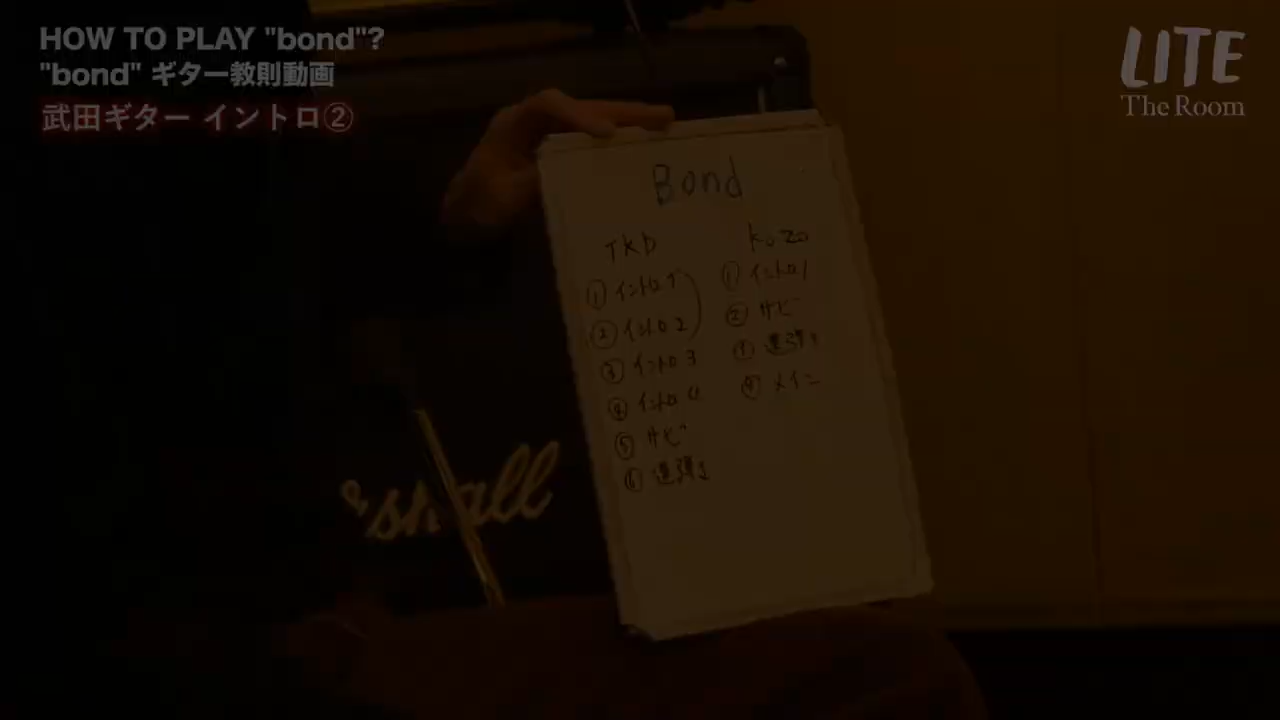 HOW TO PLAY "bond"?
"bond" ギター教則動画
武田ギター イントロ②
LITE
The Room
Bond
TKD
① イントロ1
② イントロ2
③ イントロ3
④ イントロ4
⑤ サビ
⑥ 速弾き
kozo
① イントロ1
② サビ
③ 速弾き
④ メイン
Marshall